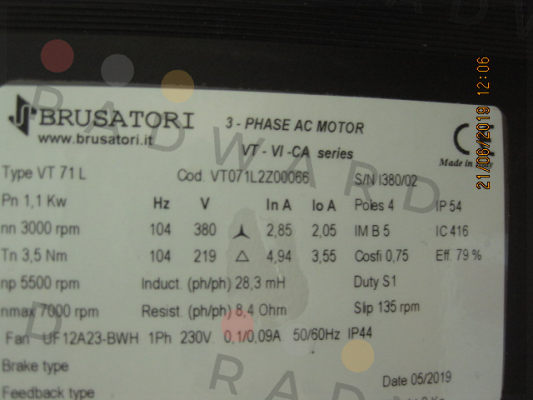 BRUSATORI 3 - PHASE AC MOTOR
www.brusatori.it VT - VI -CA series
Made in Italy
Type VT 71 L Cod. VT071L2Z00066 S/N I380/02
Pn 1,1 Kw Hz V In A Io A Poles 4 IP 54
nn 3000 rpm 104 380 2,85 2,05 IM B 5 IC 416
Tn 3,5 Nm 104 219 △ 4,94 3,55 Cosfi 0,75 Eff. 79 %
np 5500 rpm Induct. (ph/ph) 28,3 mH Duty S1
nmax 7000 rpm Resist. (ph/ph) 8,4 Ohm Slip 135 rpm
Fan UF12A23-BWH 1Ph 230V. 0,1/0,09A 50/60Hz IP44
Brake type Date 05/2019
Feedback type
21/06/2019 12:06
RADWARD
RADWARD